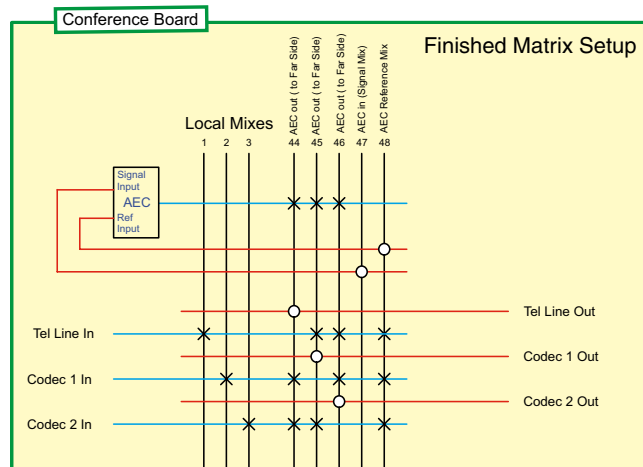 Conference Board
Finished Matrix Setup
AEC out ( to Far Side)
AEC out ( to Far Side)
AEC out ( to Far Side)
AEC in (Signal Mix)
AEC Reference Mix
Local Mixes
1 2 3 44 45 46 47 48
Signal
Input
AEC
Ref
Input
Tel Line Out
Tel Line In
Codec 1 Out
Codec 1 In
Codec 2 Out
Codec 2 In